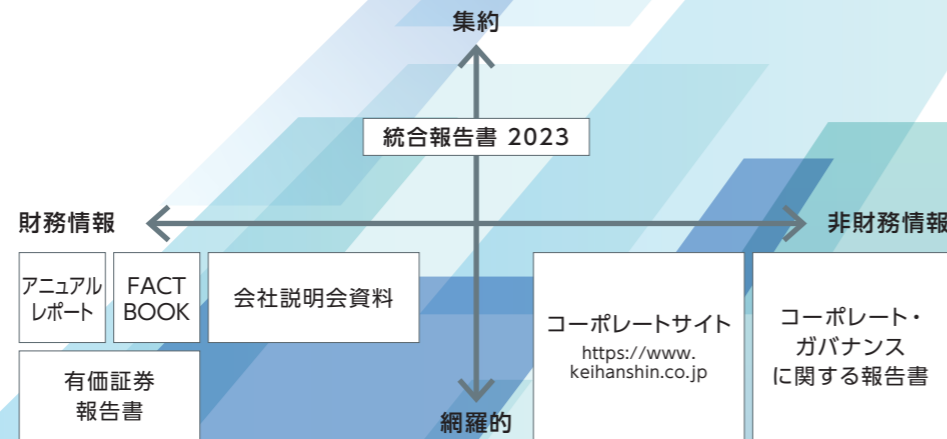 集約
統合報告書 2023
財務情報
非財務情報
アニュアル
レポート
FACT
BOOK
会社説明会資料
有価証券
報告書
コーポレートサイト
https://www.
keihanshin.co.jp
コーポレート・
ガバナンス
に関する報告書
網羅的